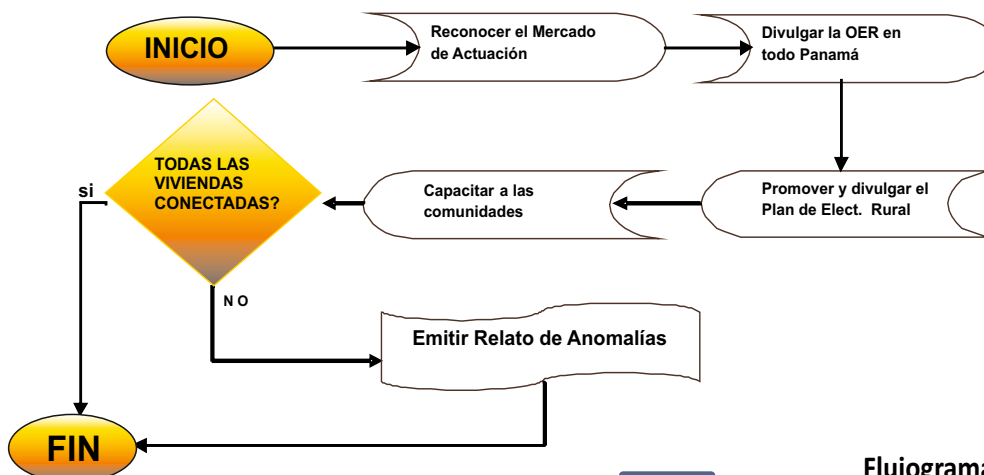 INICIO
Reconocer el Mercado
de Actuación
Divulgar la OER en
todo Panamá
TODAS LAS
VIVIENDAS
CONECTADAS?
si
Capacitar a las
comunidades
Promover y divulgar el
Plan de Elect. Rural
N O
Emitir Relato de Anomalías
FIN
Flujograma